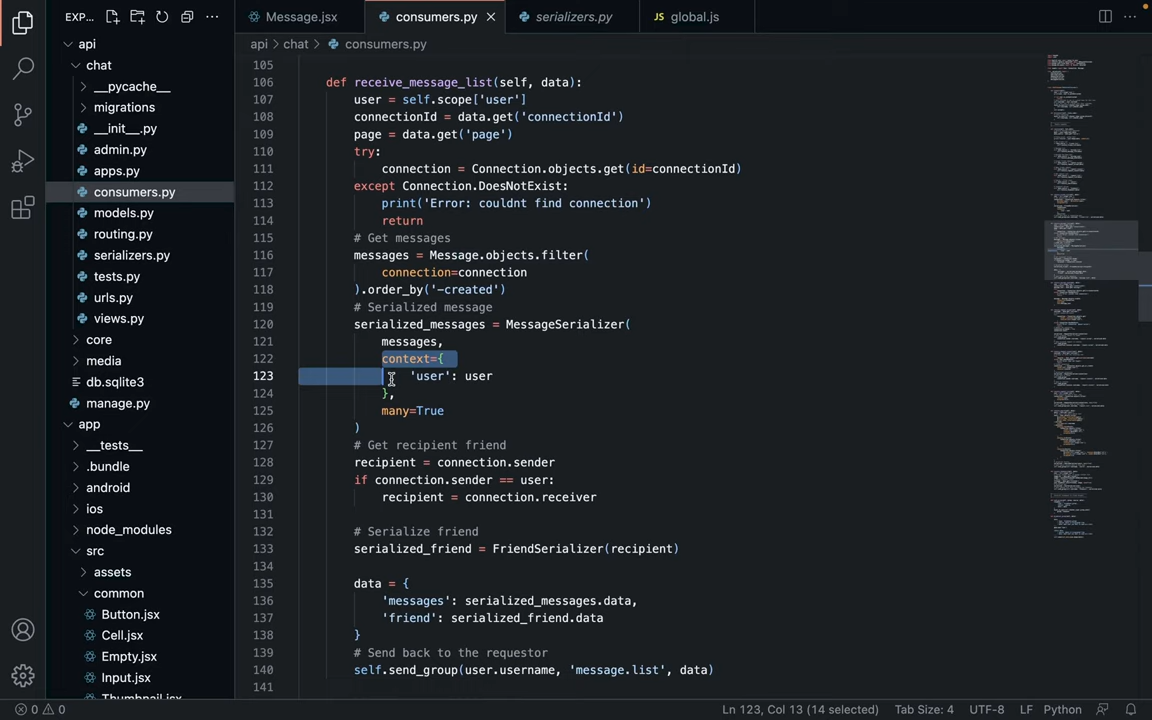 EXP...
Message.jsx
consumers.py
serializers.py
JS global.js
api
chat
__pycache__
migrations
__init__.py
admin.py
apps.py
consumers.py
models.py
routing.py
serializers.py
tests.py
urls.py
views.py
core
media
db.sqlite3
manage.py
app
__tests__
.bundle
android
ios
node_modules
src
assets
common
Button.jsx
Cell.jsx
Empty.jsx
Input.jsx
Thumbnail.jsx
api > chat > consumers.py
105
106 def receive_message_list(self, data):
107 user = self.scope['user']
108 connectionId = data.get('connectionId')
109 page = data.get('page')
110 try:
111 connection = Connection.objects.get(id=connectionId)
112 except Connection.DoesNotExist:
113 print('Error: couldnt find connection')
114 return
115 # Get messages
116 messages = Message.objects.filter(
117 connection=connection
118 ).order_by('-created')
119 # Serialized message
120 serialized_messages = MessageSerializer(
121 messages,
122 context={
123 'user': user
124 },
125 many=True
126 )
127 # Get recipient friend
128 recipient = connection.sender
129 if connection.sender == user:
130 recipient = connection.receiver
131
132 # Serialize friend
133 serialized_friend = FriendSerializer(recipient)
134
135 data = {
136 'messages': serialized_messages.data,
137 'friend': serialized_friend.data
138 }
139 # Send back to the requestor
140 self.send_group(user.username, 'message.list', data)
141
0 0
Ln 123, Col 13 (14 selected)
Tab Size: 4
UTF-8
LF
Python